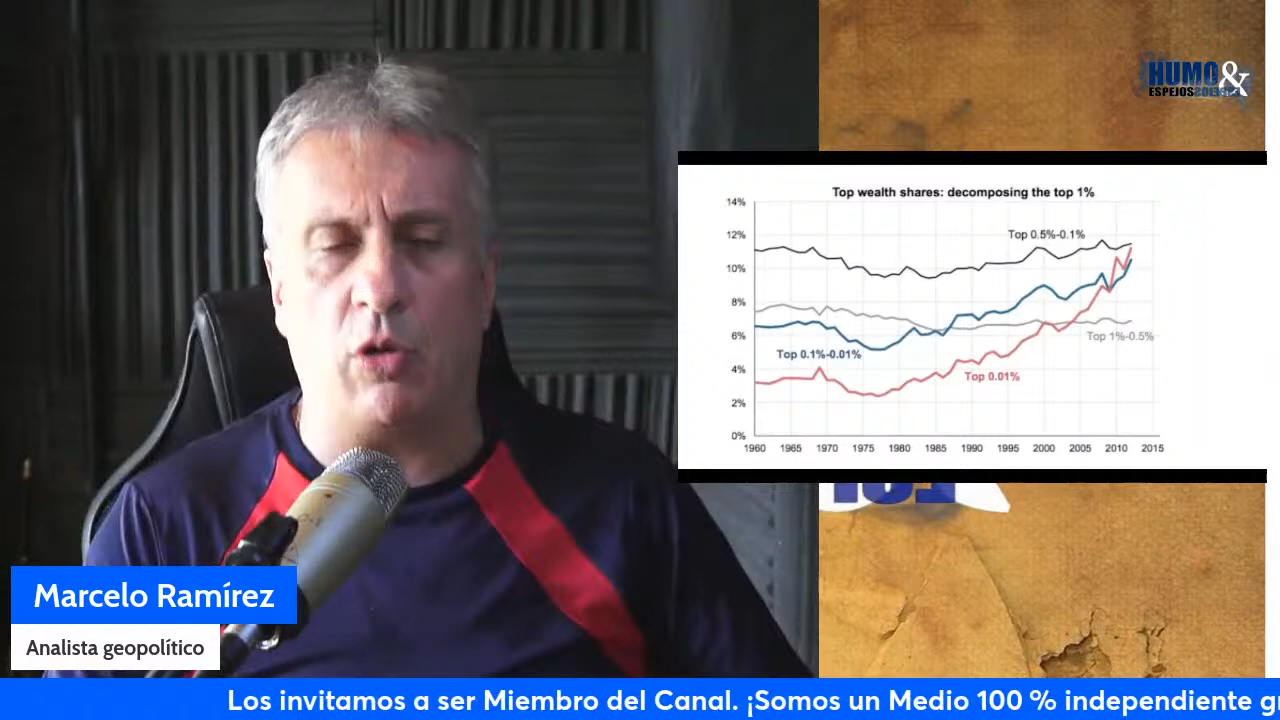 HUMO&
ESPEJOS
Top wealth shares: decomposing the top 1%
14%
12%
10%
8%
6%
4%
2%
0%
Top 0.5%-0.1%
Top 1%-0.5%
Top 0.1%-0.01%
Top 0.01%
1960 1965 1970 1975 1980 1985 1990 1995 2000 2005 2010 2015
Marcelo Ramírez
Analista geopolítico
Los invitamos a ser Miembro del Canal. ¡Somos un Medio 100 % independiente